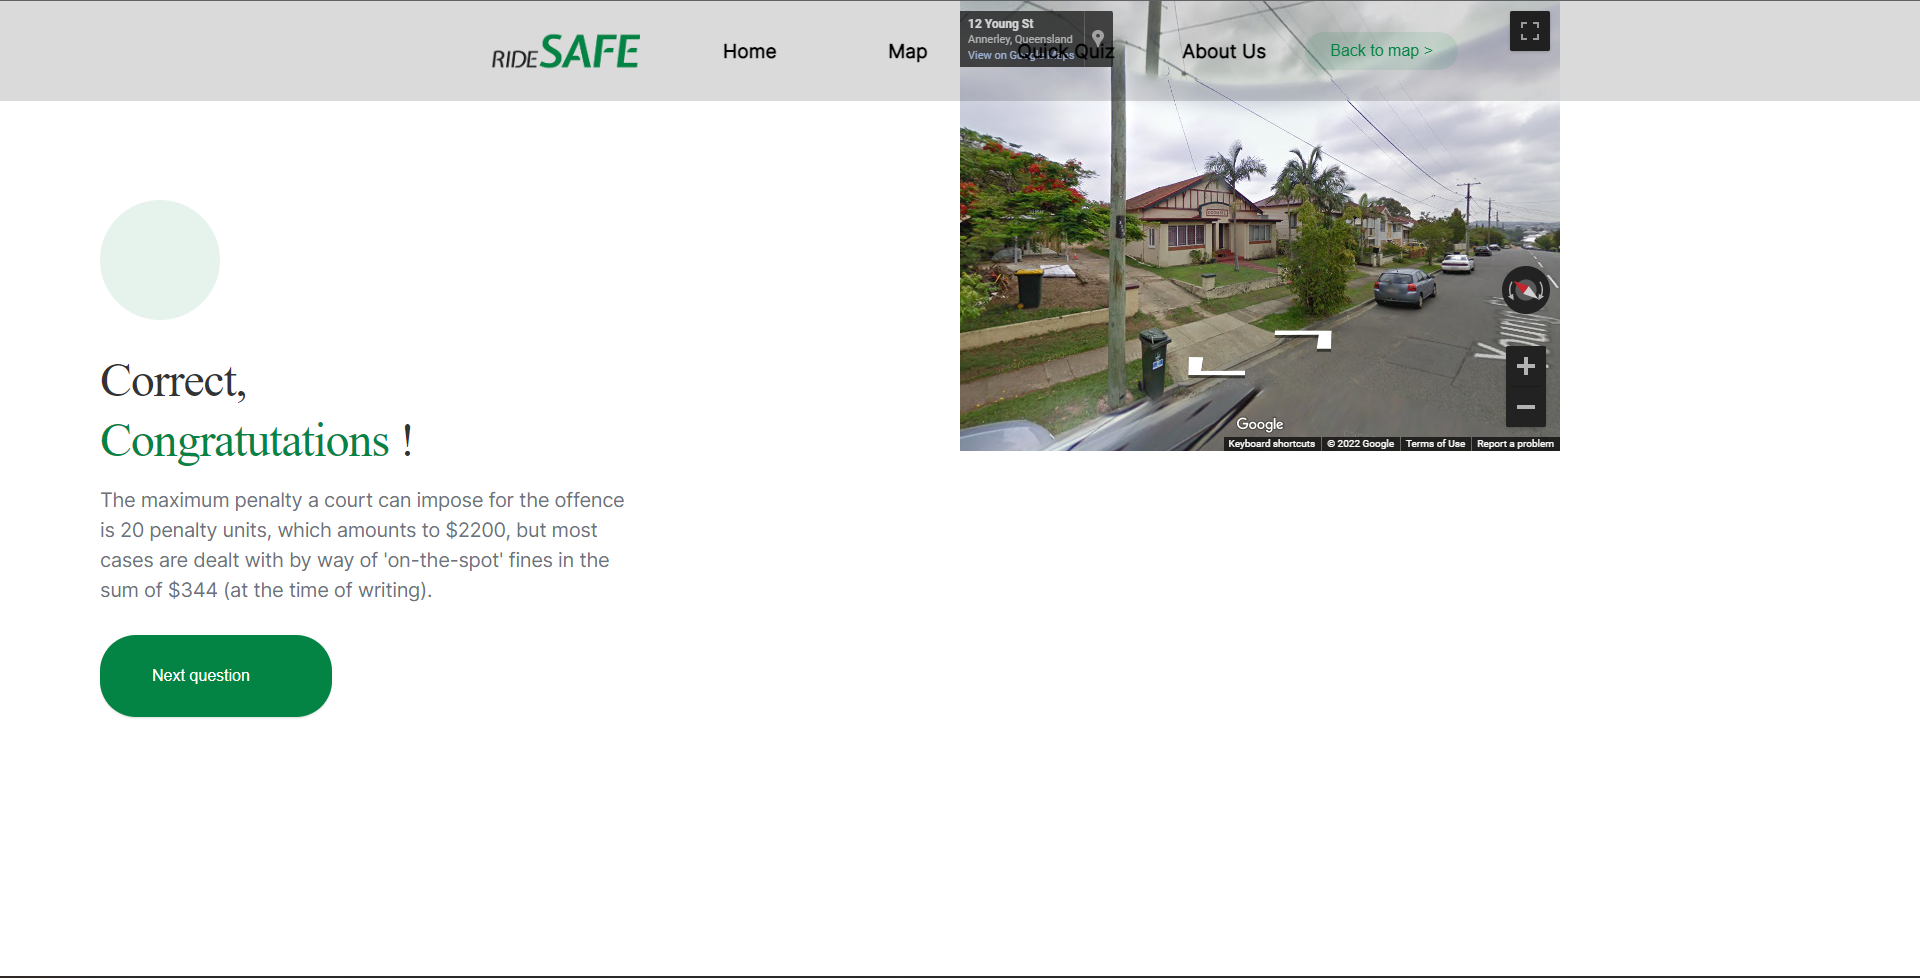 RIDE SAFE
Home
Map
Quick Quiz
About Us
Back to map >
12 Young St
Annerley, Queensland
View on Google Maps
Correct,
Congratutations !
The maximum penalty a court can impose for the offence
is 20 penalty units, which amounts to $2200, but most
cases are dealt with by way of 'on-the-spot' fines in the
sum of $344 (at the time of writing).
Next question
Google
Keyboard shortcuts
© 2022 Google
Terms of Use
Report a problem